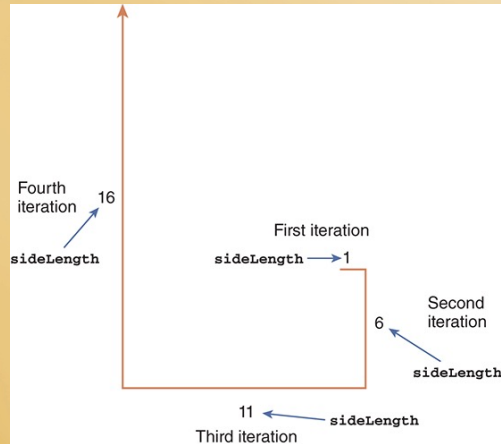 Fourth
iteration
16
sideLength
First iteration
sideLength
1
Second
iteration
6
sideLength
11
sideLength
Third iteration